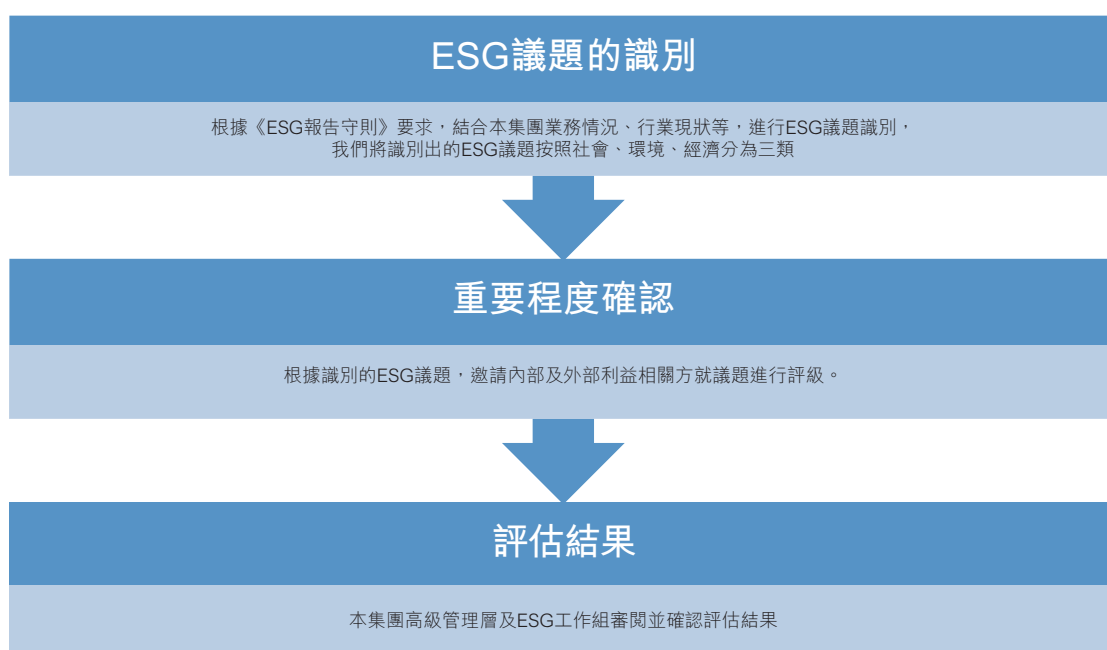 ESG議題的識別
根據《ESG報告守則》要求，結合本集團業務情況、行業現狀等，進行ESG議題識別，
我們將識別出的ESG議題按照社會、環境、經濟分為三類
重要程度確認
根據識別的ESG議題，邀請內部及外部利益相關方就議題進行評級。
評估結果
本集團高級管理層及ESG工作組審閱並確認評估結果